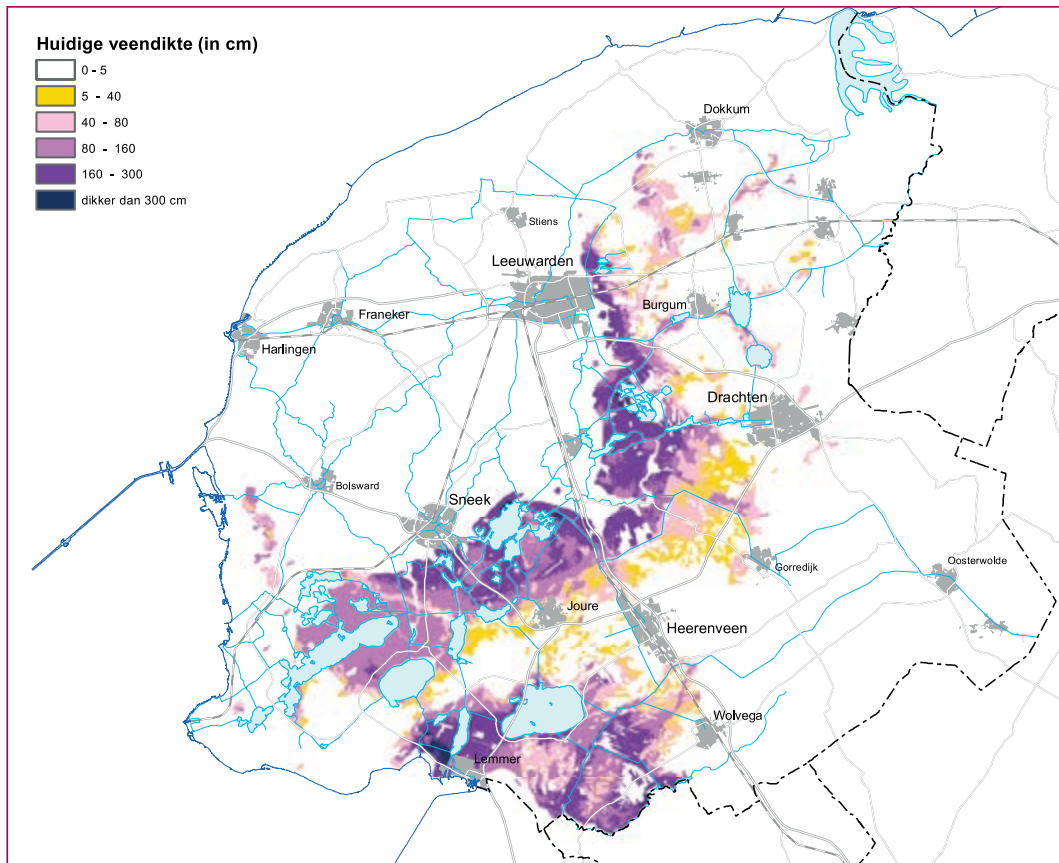 Huidige veendikte (in cm)
0 - 5
5 - 40
40 - 80
80 - 160
160 - 300
dikker dan 300 cm
Dokkum
Stiens
Leeuwarden
Burgum
Franeker
Harlingen
Drachten
Bolsward
Sneek
Gorredijk
Oosterwolde
Joure
Heerenveen
Wolvega
Lemmer